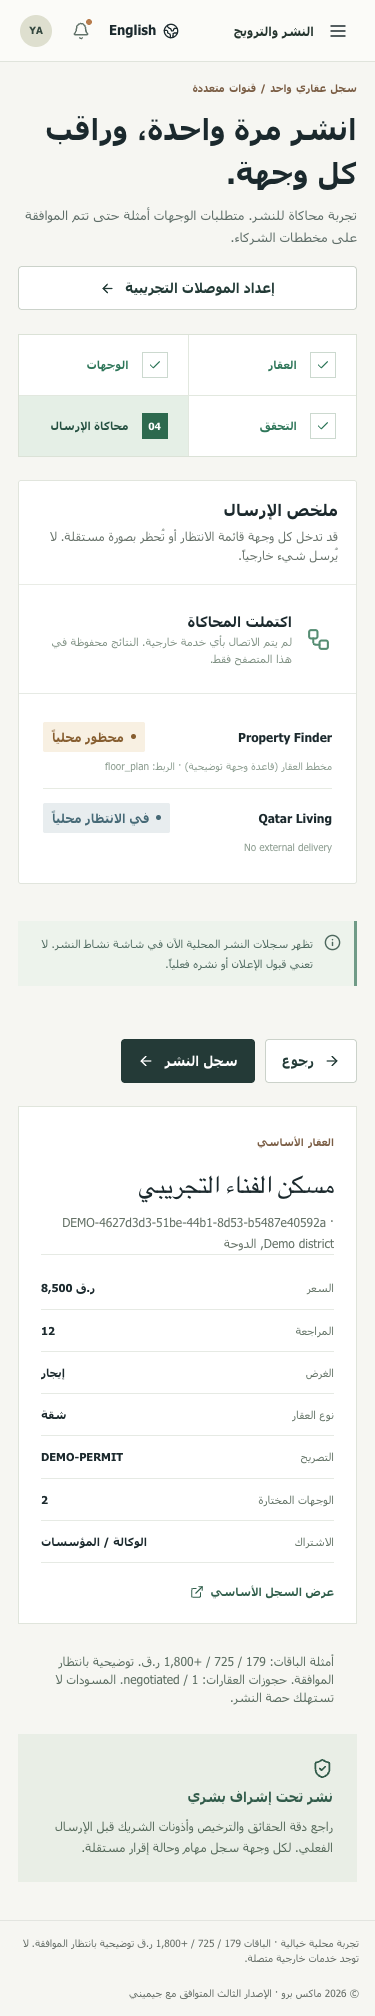 النشر والترويج
English
YA
سجل عقاري واحد / قنوات متعددة
انشر مرة واحدة، وراقب
كل وجهة.
تجربة محاكاة للنشر. متطلبات الوجهات أمثلة حتى تتم الموافقة
على مخططات الشركاء.
إعداد الموصلات التجريبية
العقار
الوجهات
التحقق
04 محاكاة الإرسال
ملخص الإرسال
قد تدخل كل وجهة قائمة الانتظار أو تُحظر بصورة مستقلة. لا
يُرسل شيء خارجياً.
اكتملت المحاكاة
لم يتم الاتصال بأي خدمة خارجية. النتائج محفوظة في
هذا المتصفح فقط.
Property Finder
• محظور محلياً
مخطط العقار (قاعدة وجهة توضيحية) · الربط: floor_plan
Qatar Living
• في الانتظار محلياً
No external delivery
تظهر سجلات النشر المحلية الآن في شاشة نشاط النشر. لا
تعني قبول الإعلان أو نشره فعلياً.
رجوع
سجل النشر
العقار الأساسي
مسكن الفناء التجريبي
DEMO-4627d3d3-51be-44b1-8d53-b5487e40592a ·
Demo district, الدوحة
السعر
8,500 ر.ق
المراجعة
12
الغرض
إيجار
نوع العقار
شقة
التصريح
DEMO-PERMIT
الوجهات المختارة
2
الاشتراك
الوكالة / المؤسسات
عرض السجل الأساسي
أمثلة الباقات: 179 / 725 / +1,800 ر.ق. توضيحية بانتظار
الموافقة. حجوزات العقارات: 1 / negotiated. المسودات لا
تستهلك حصة النشر.
نشر تحت إشراف بشري
راجع دقة الحقائق والترخيص وأذونات الشريك قبل الإرسال
الفعلي. لكل وجهة سجل مهام وحالة إقرار مستقلة.
تجربة محلية خيالية · الباقات 179 / 725 / +1,800 ر.ق توضيحية بانتظار الموافقة. لا
توجد خدمات خارجية متصلة.
© 2026 ماكس برو · الإصدار الثالث المتوافق مع جيميني